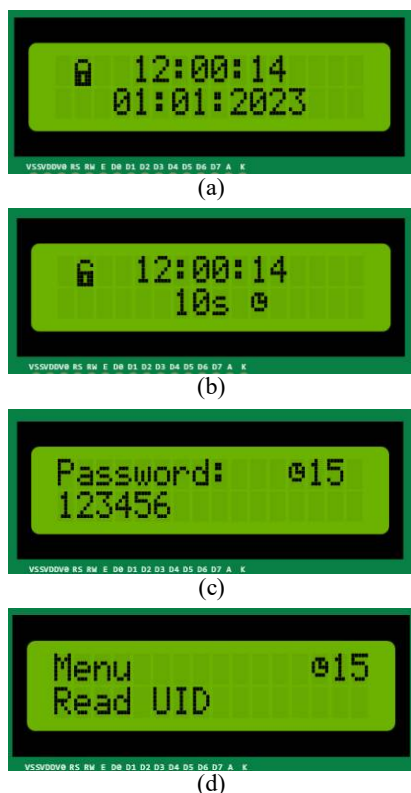 12:00:14
01:01:2023
VSSVDDV0 RS RW E D0 D1 D2 D3 D4 D5 D6 D7 A K
(a)
12:00:14
10s
VSSVDDV0 RS RW E D0 D1 D2 D3 D4 D5 D6 D7 A K
(b)
Password: 15
123456
VSSVDDV0 RS RW E D0 D1 D2 D3 D4 D5 D6 D7 A K
(c)
Menu 15
Read UID
VSSVDDV0 RS RW E D0 D1 D2 D3 D4 D5 D6 D7 A K
(d)